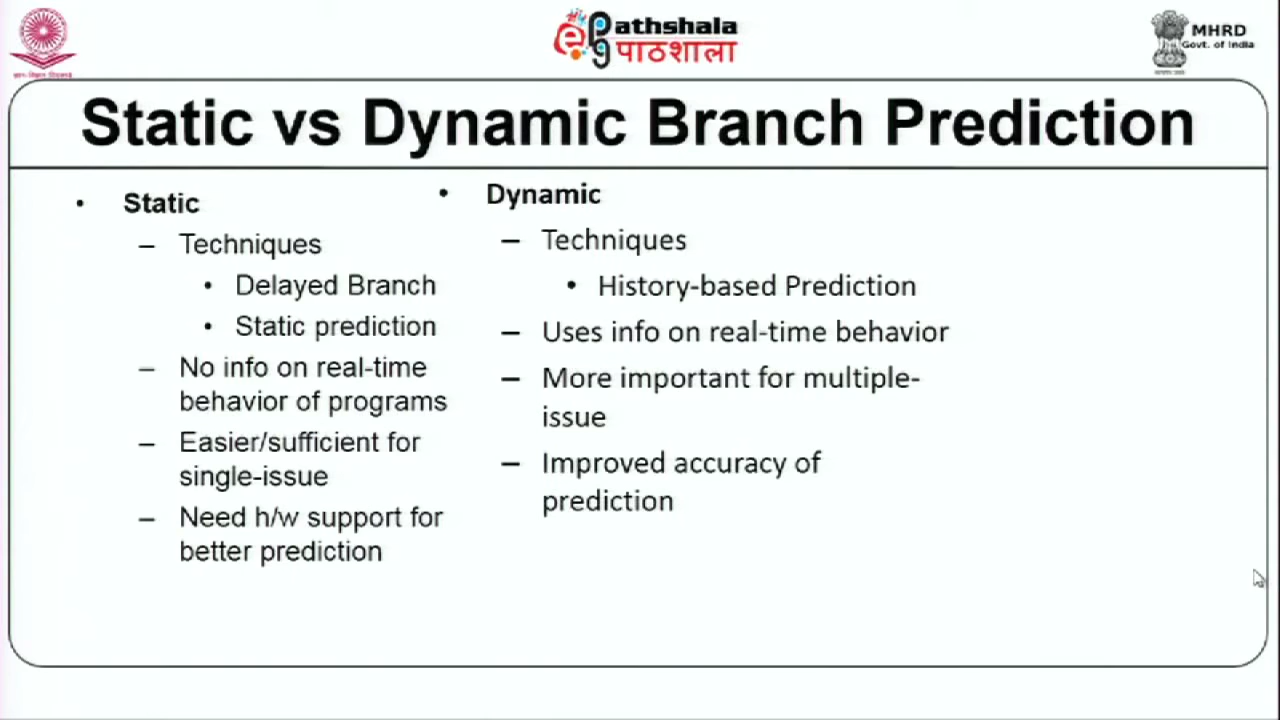 ePG Pathshala
पाठशाला
MHRD
Govt. of India
Static vs Dynamic Branch Prediction
• Static
– Techniques
• Delayed Branch
• Static prediction
– No info on real-time
behavior of programs
– Easier/sufficient for
single-issue
– Need h/w support for
better prediction
• Dynamic
– Techniques
• History-based Prediction
– Uses info on real-time behavior
– More important for multiple-
issue
– Improved accuracy of
prediction